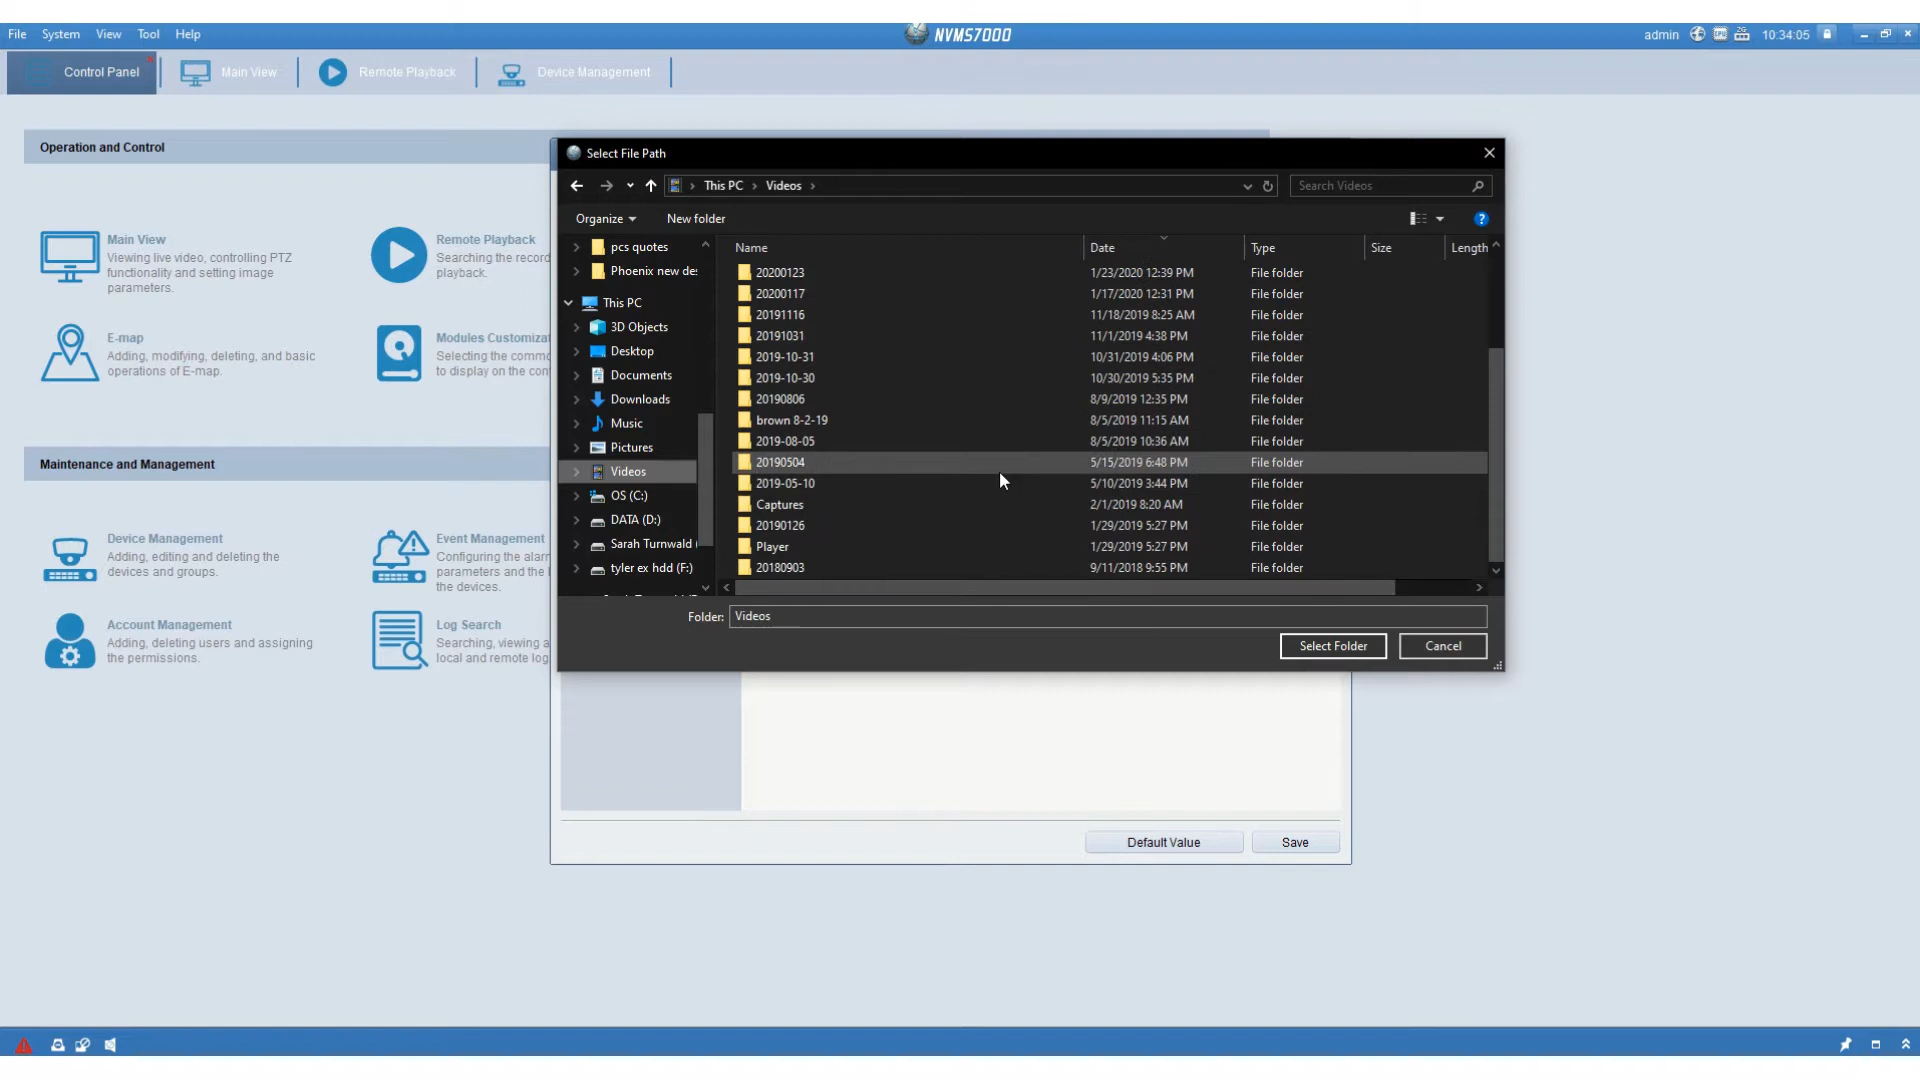 File System View Tool Help
NVMS7000
admin
10:34:05
Control Panel
Main View
Remote Playback
Device Management
Operation and Control
Main View
Viewing live video, controlling PTZ
functionality and setting image
parameters.
Remote Playback
Searching the record
playback.
E-map
Adding, modifying, deleting, and basic
operations of E-map.
Modules Customizat
Selecting the commo
to display on the con
Maintenance and Management
Device Management
Adding, editing and deleting the
devices and groups.
Event Management
Configuring the alar
parameters and the l
the devices.
Account Management
Adding, deleting users and assigning
the permissions.
Log Search
Searching, viewing a
local and remote log
Select File Path
This PC > Videos >
Search Videos
Organize
New folder
pcs quotes
Phoenix new de
This PC
3D Objects
Desktop
Documents
Downloads
Music
Pictures
Videos
OS (C:)
DATA (D:)
Sarah Turnwald (
tyler ex hdd (F:)
Name Date Type Size Length
20200123 1/23/2020 12:39 PM File folder
20200117 1/17/2020 12:31 PM File folder
20191116 11/18/2019 8:25 AM File folder
20191031 11/1/2019 4:38 PM File folder
2019-10-31 10/31/2019 4:06 PM File folder
2019-10-30 10/30/2019 5:35 PM File folder
20190806 8/9/2019 12:35 PM File folder
brown 8-2-19 8/5/2019 11:15 AM File folder
2019-08-05 8/5/2019 10:36 AM File folder
20190504 5/15/2019 6:48 PM File folder
2019-05-10 5/10/2019 3:44 PM File folder
Captures 2/1/2019 8:20 AM File folder
20190126 1/29/2019 5:27 PM File folder
Player 1/29/2019 5:27 PM File folder
20180903 9/11/2018 9:55 PM File folder
Folder: Videos
Select Folder
Cancel
Default Value
Save